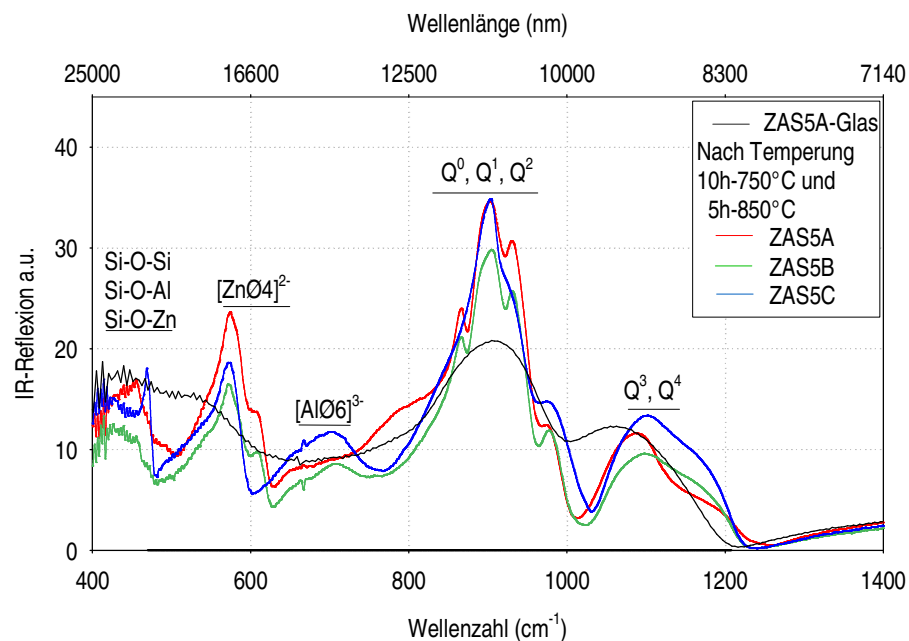 Wellenlänge (nm)
25000 16600 12500 10000 8300 7140
40
30
20
10
0
IR-Reflexion a.u.
ZAS5A-Glas
Nach Temperung
10h-750°C und
5h-850°C
ZAS5A
ZAS5B
ZAS5C
Q⁰, Q¹, Q²
Si-O-Si
Si-O-Al
Si-O-Zn
[ZnØ4]²⁻
[AlØ6]³⁻
Q³, Q⁴
400 600 800 1000 1200 1400
Wellenzahl (cm⁻¹)